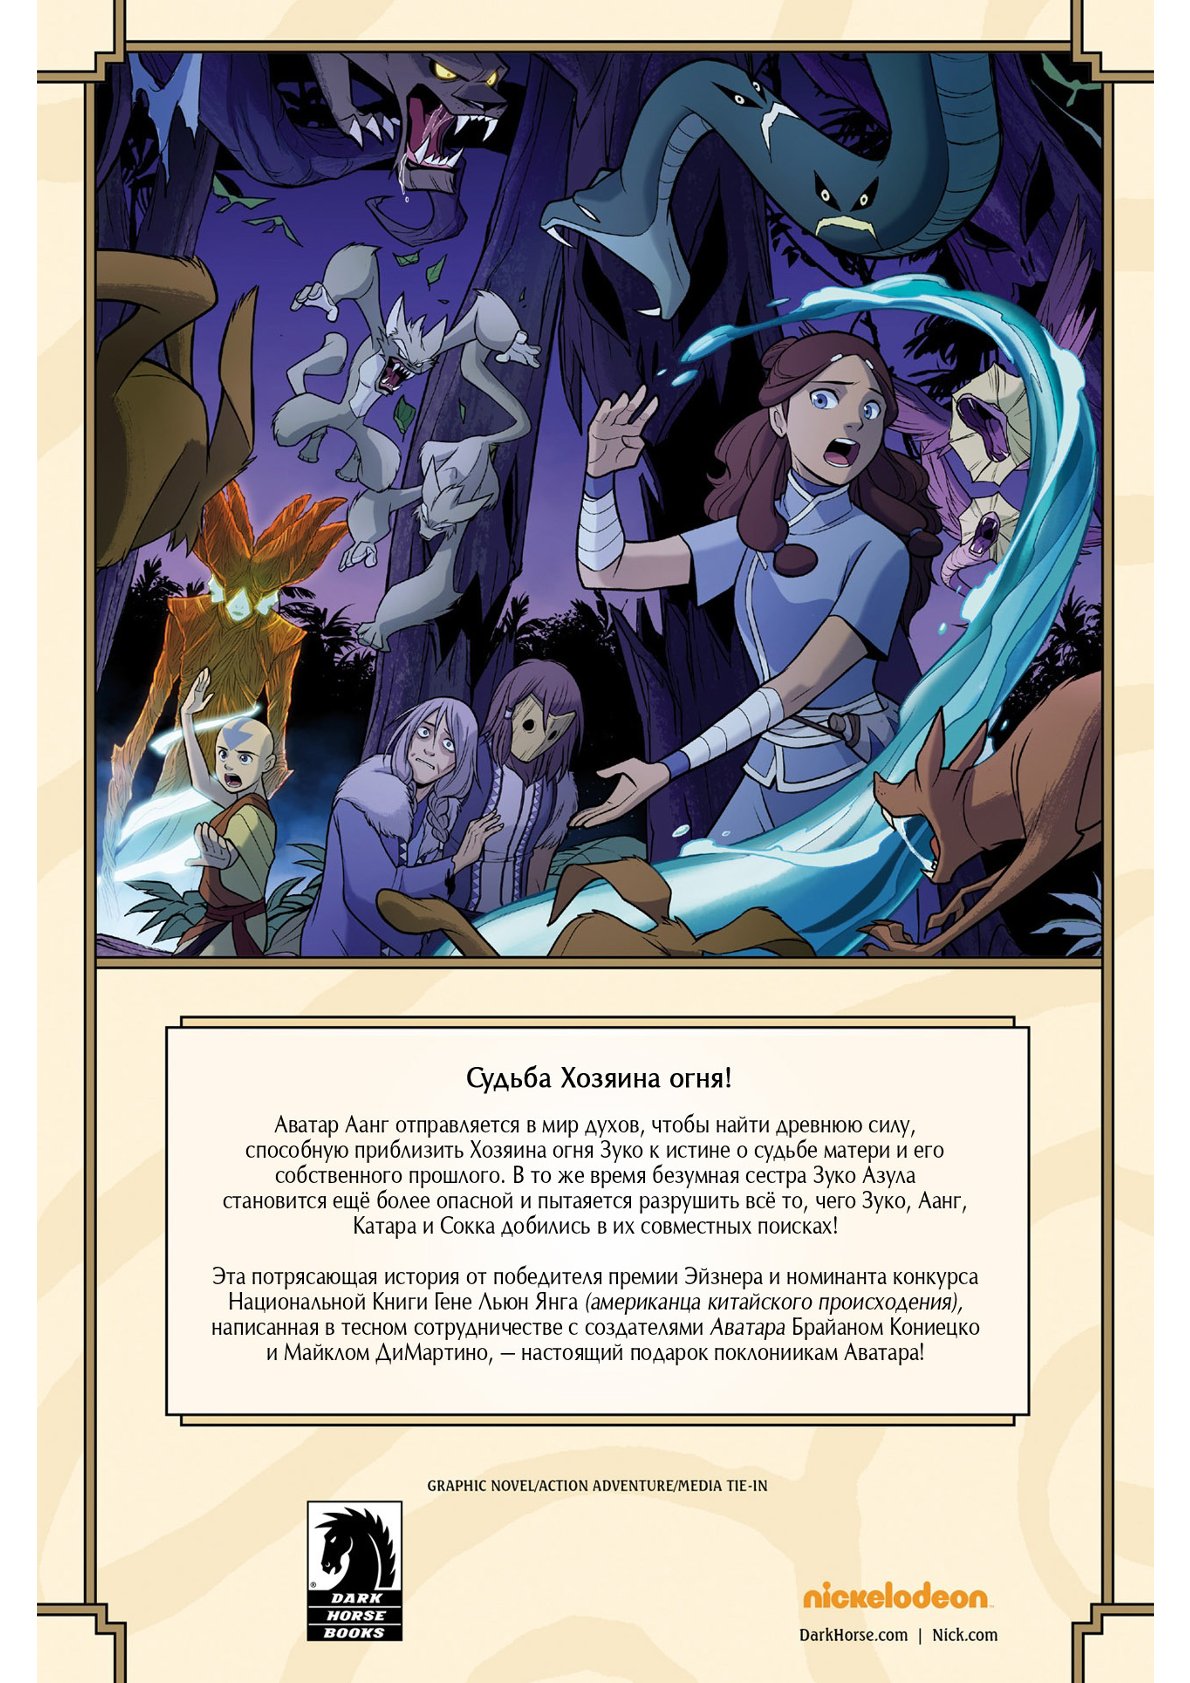 Судьба Хозяина огня!
Аватар Аанг отправляется в мир духов, чтобы найти древнюю силу,
способную приблизить Хозяина огня Зуко к истине о судьбе матери и его
собственного прошлого. В то же время безумная сестра Зуко Азула
становится ещё более опасной и пытаяется разрушить всё то, чего Зуко, Аанг,
Катара и Сокка добились в их совместных поисках!
Эта потрясающая история от победителя премии Эйзнера и номинанта конкурса
Национальной Книги Гене Льюн Янга (американца китайского происходения),
написанная в тесном сотрудничестве с создателями Аватара Брайаном Кониецко
и Майклом ДиМартино, — настоящий подарок поклониикам Аватара!
GRAPHIC NOVEL/ACTION ADVENTURE/MEDIA TIE-IN
DARK
HORSE
BOOKS
®
nickelodeon
DarkHorse.com | Nick.com